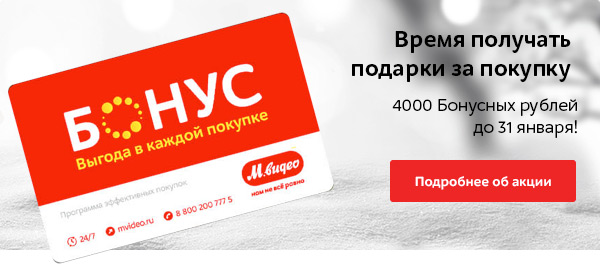 БОНУС
Выгода в каждой покупке
М.видео
нам не всё равно
Программа эффективных покупок
24/7
mvideo.ru
8 800 200 777 5
Время получать
подарки за покупку
4000 Бонусных рублей
до 31 января!
Подробнее об акции